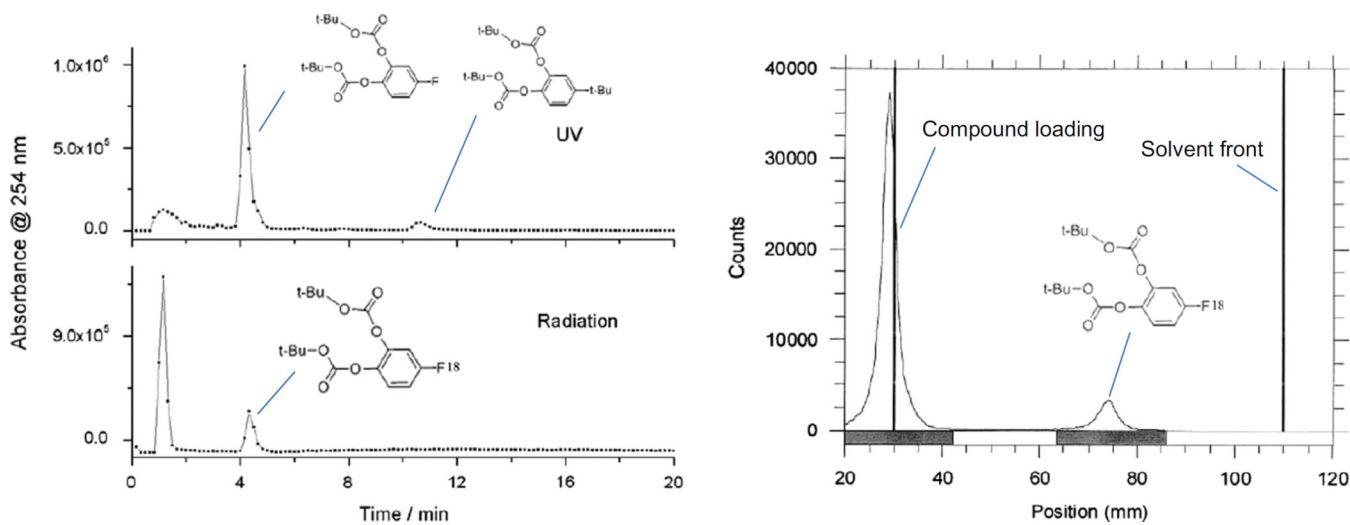 t-Bu
O
O
O
t-Bu
O
O
O
F
t-Bu
O
O
O
t-Bu
O
O
O
t-Bu
UV
1.0x10⁶
5.0x10⁵
0.0
Absorbance @ 254 nm
t-Bu
O
O
O
t-Bu
O
O
O
F18
Radiation
9.0x10⁵
0.0
0
4
8
12
16
20
Time / min
40000
30000
20000
10000
0
Counts
Compound loading
Solvent front
t-Bu
O
O
O
t-Bu
O
O
O
F18
20
40
60
80
100
120
Position (mm)